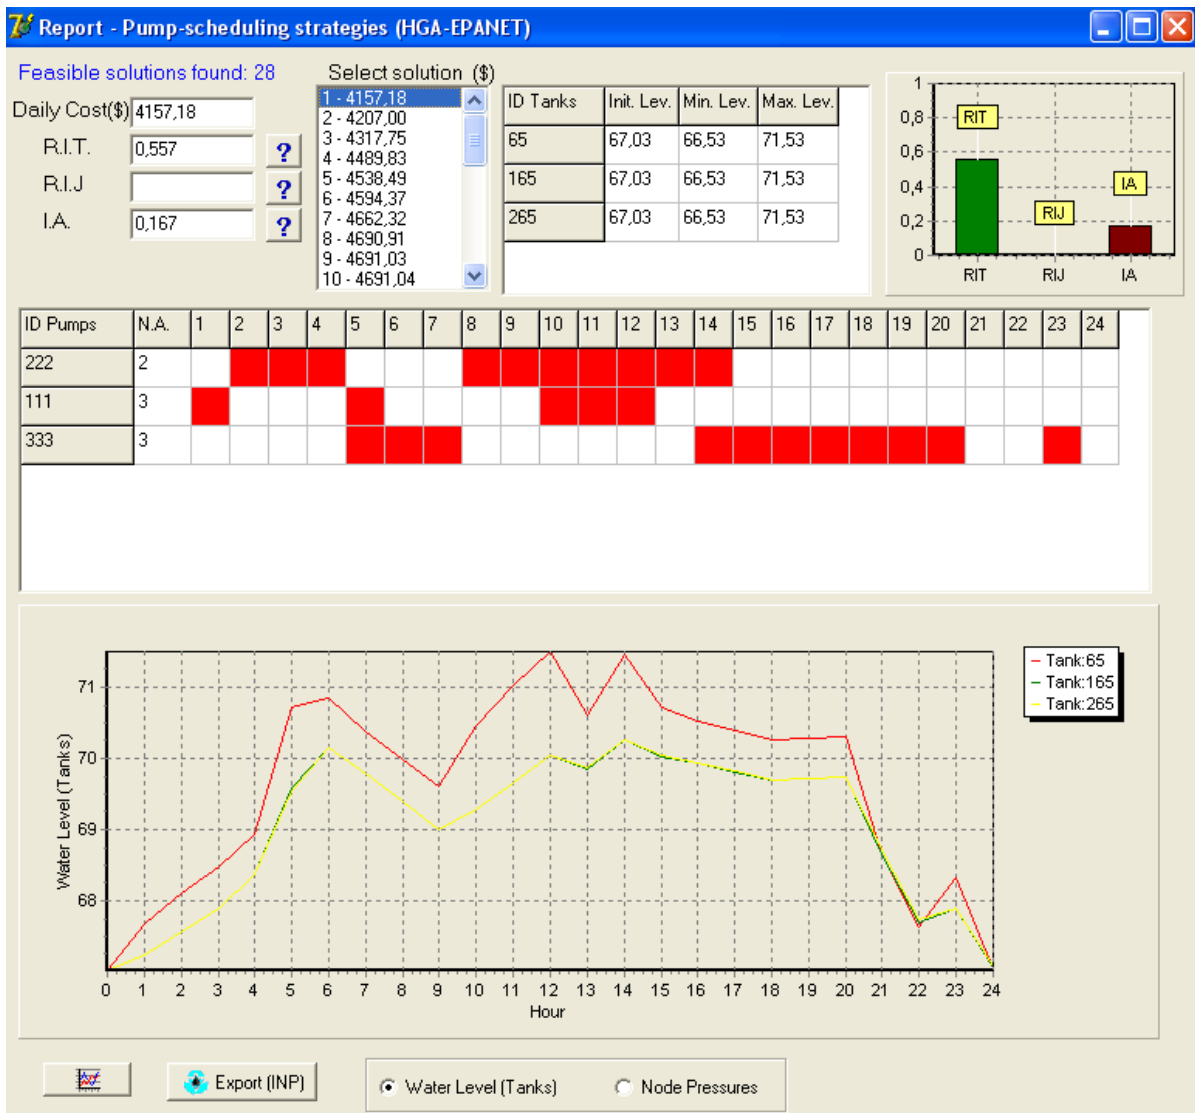 Report - Pump-scheduling strategies (HGA-EPANET)
Feasible solutions found: 28
Select solution ($)
Daily Cost($) 4157,18
R.I.T. 0,557 ?
R.I.J ?
I.A. 0,167 ?
1 - 4157,18
2 - 4207,00
3 - 4317,75
4 - 4489,83
5 - 4538,49
6 - 4594,37
7 - 4662,32
8 - 4690,91
9 - 4691,03
10 - 4691,04
ID Tanks Init. Lev. Min. Lev. Max. Lev.
65 67,03 66,53 71,53
165 67,03 66,53 71,53
265 67,03 66,53 71,53
1
0,8
0,6
0,4
0,2
0
RIT
RIJ
IA
RIT RIJ IA
ID Pumps N.A. 1 2 3 4 5 6 7 8 9 10 11 12 13 14 15 16 17 18 19 20 21 22 23 24
222 2
111 3
333 3
Water Level (Tanks)
71
70
69
68
0 1 2 3 4 5 6 7 8 9 10 11 12 13 14 15 16 17 18 19 20 21 22 23 24
Hour
Tank:65
Tank:165
Tank:265
Export (INP)
Water Level (Tanks)
Node Pressures